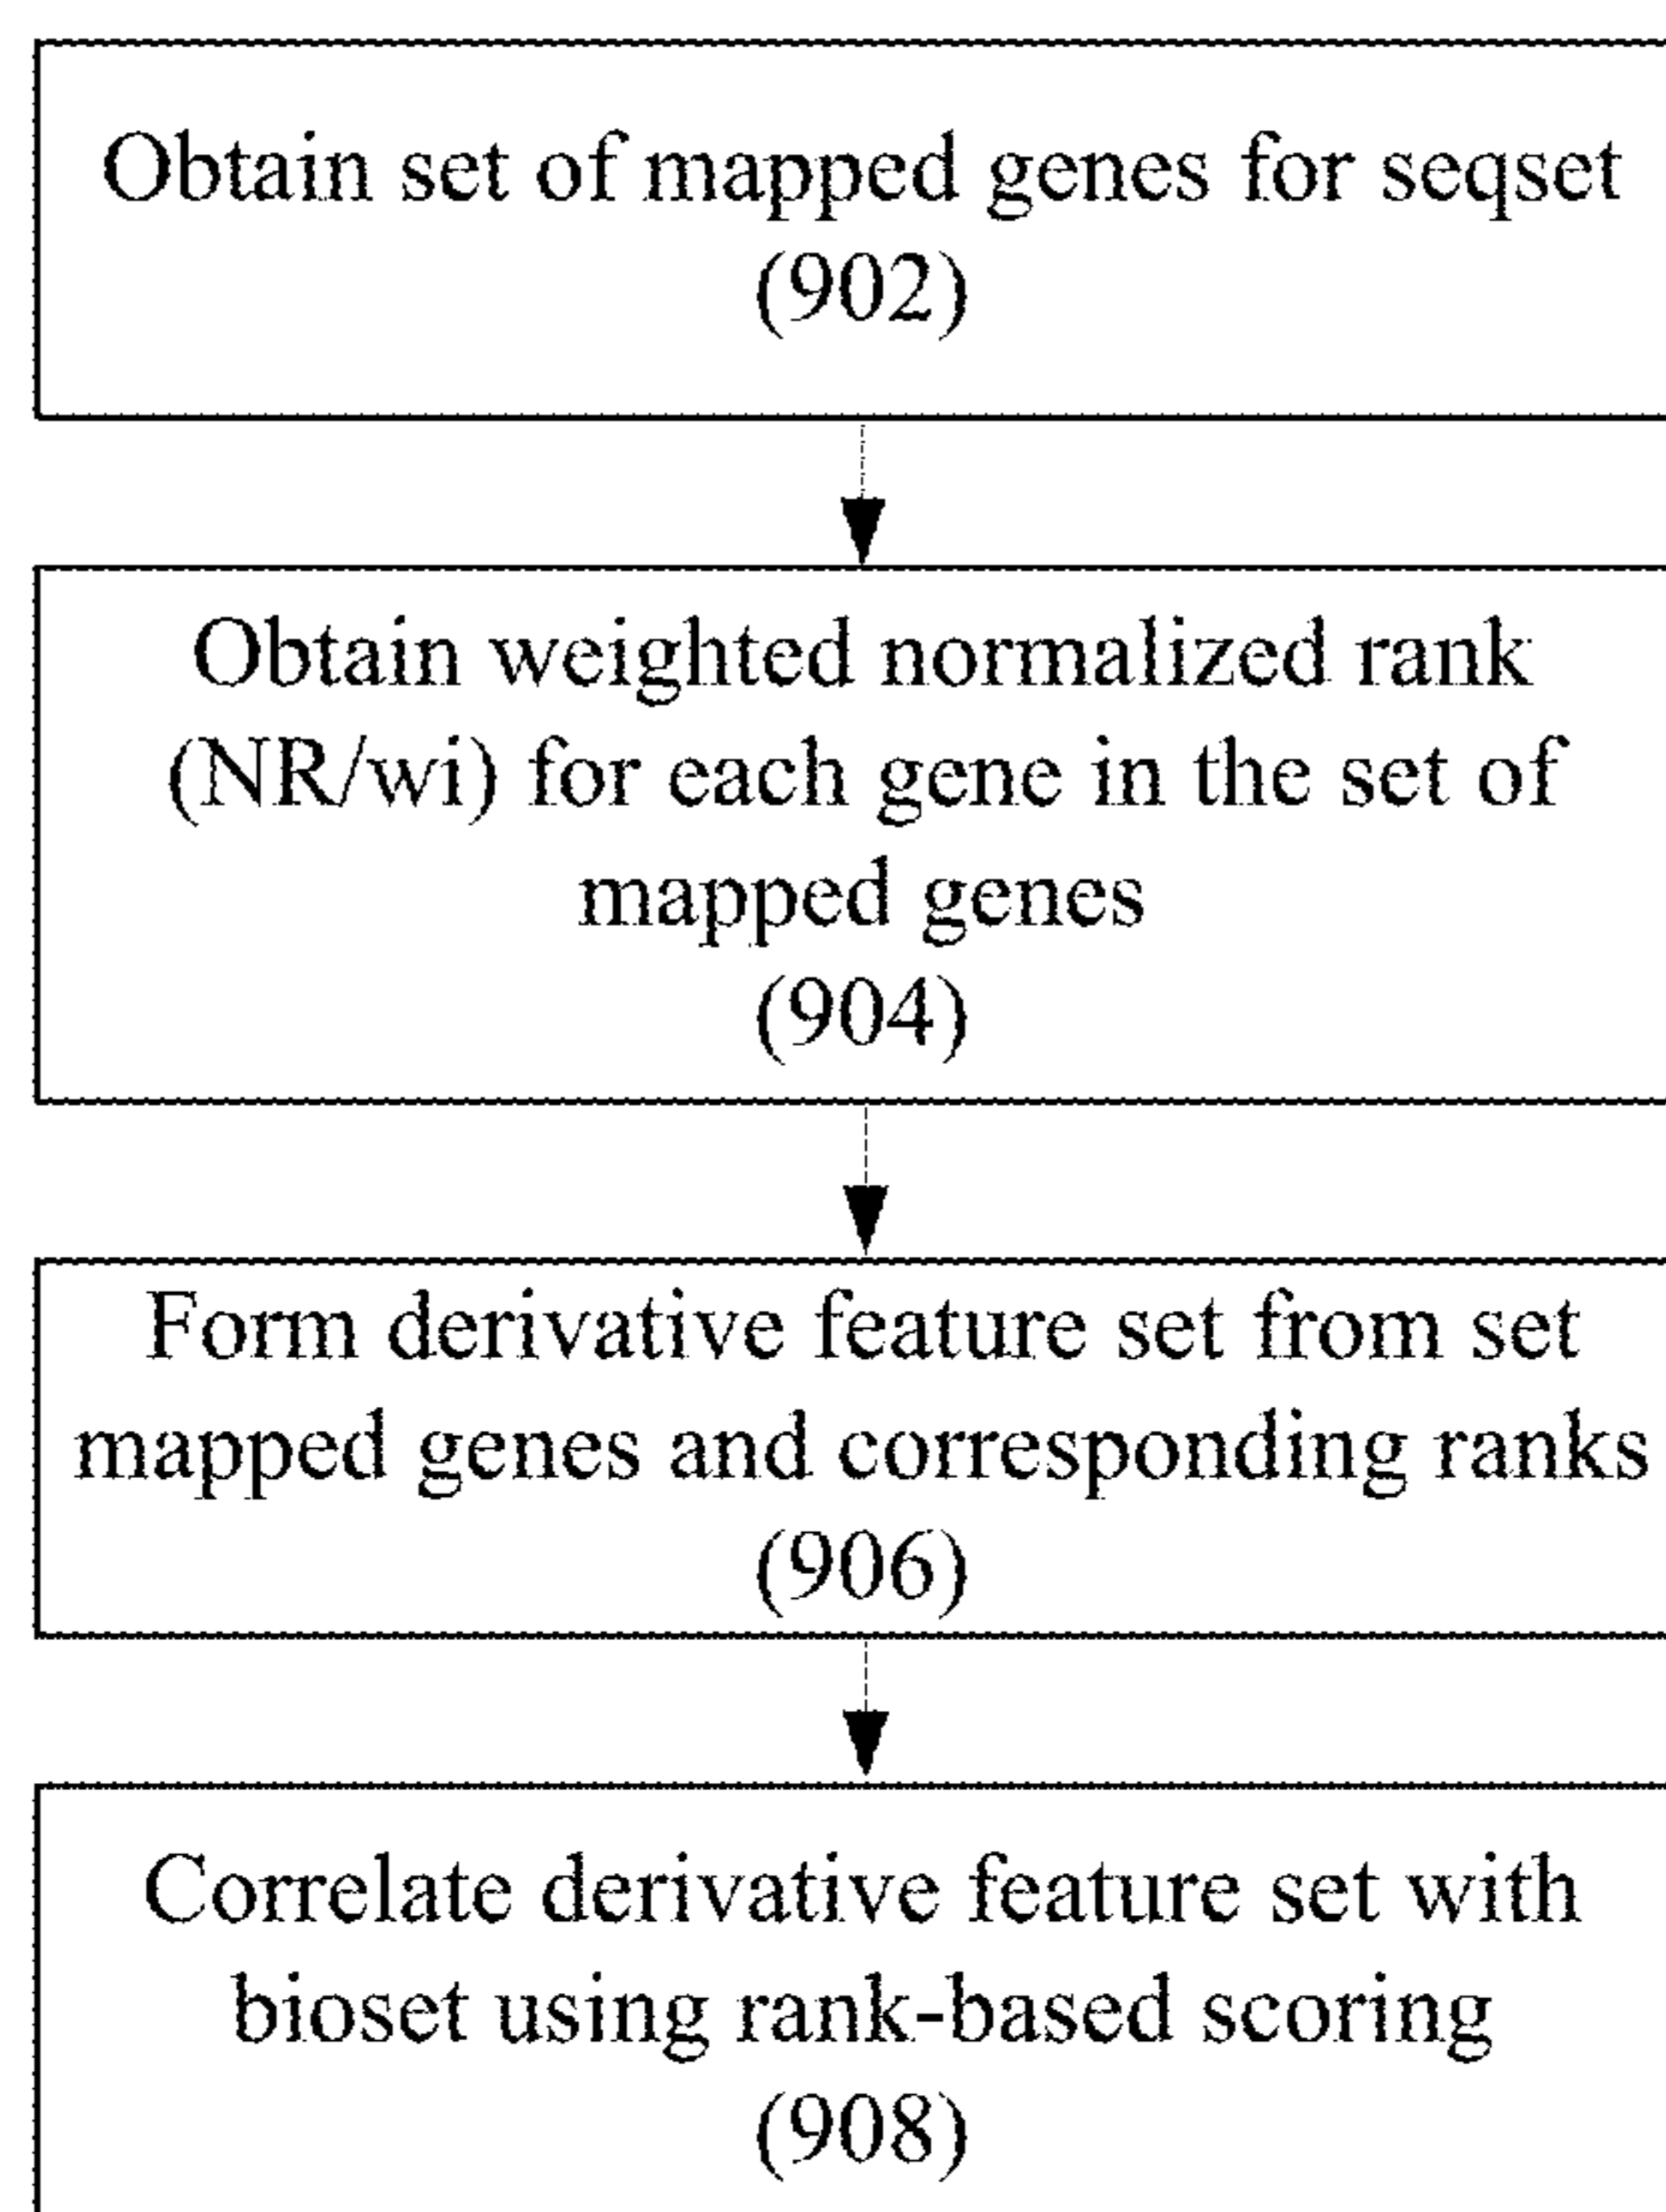 Obtain set of mapped genes for seqset
(902)
Obtain weighted normalized rank
(NR/wi) for each gene in the set of
mapped genes
(904)
Form derivative feature set from set
mapped genes and corresponding ranks
(906)
Correlate derivative feature set with
bioset using rank-based scoring
(908)